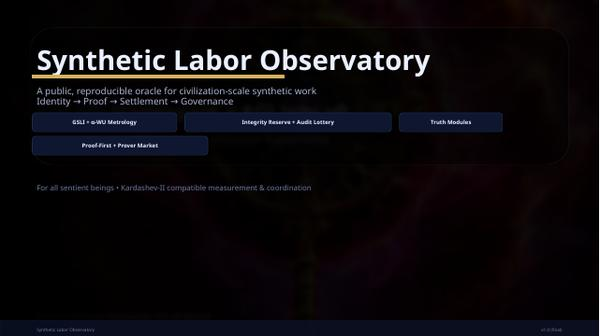 Synthetic Labor Observatory
A public, reproducible oracle for civilization-scale synthetic work
Identity → Proof → Settlement → Governance
GSLI + α-WU Metrology
Integrity Reserve + Audit Lottery
Truth Modules
Proof-First + Prover Market
For all sentient beings • Kardashev-II compatible measurement & coordination
Synthetic Labor Observatory